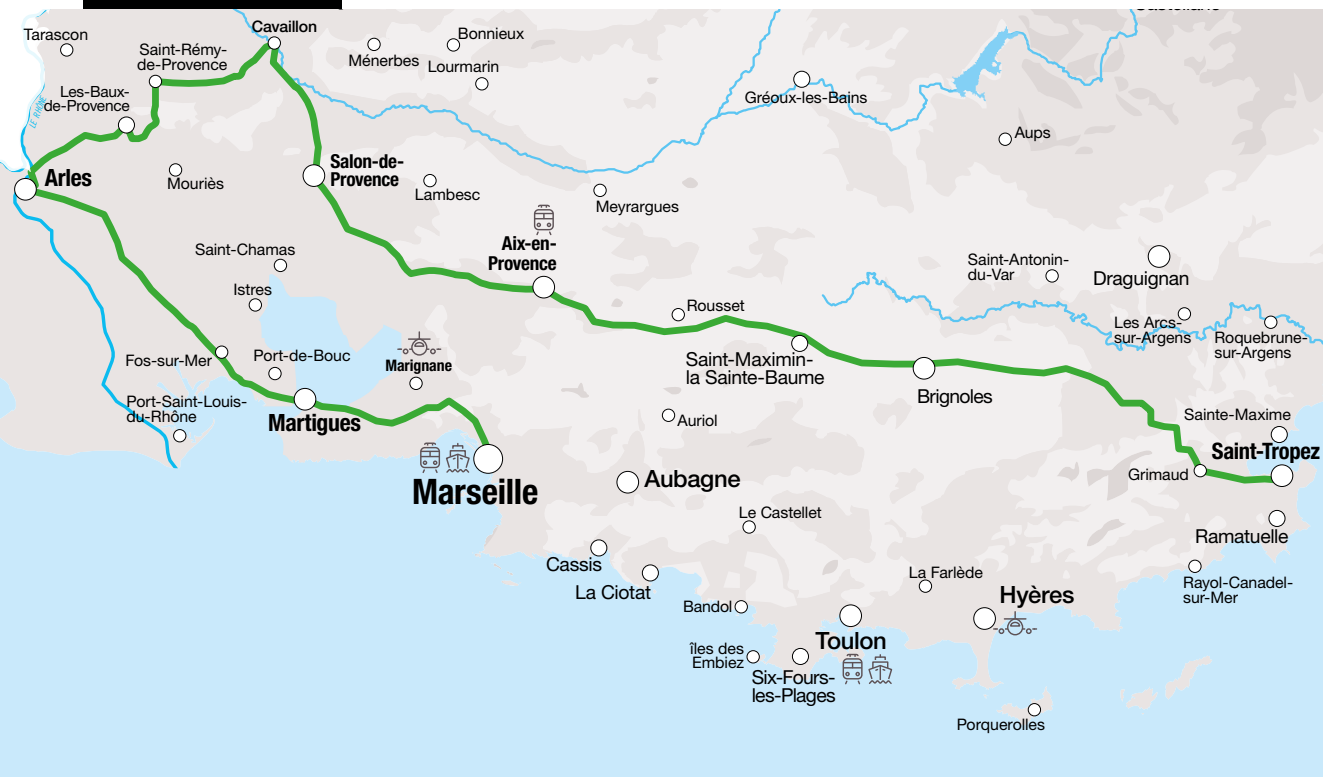 Tarascon
Cavaillon
Saint-Rémy-
de-Provence
Ménerbes
Bonnieux
Lourmarin
Les-Baux-
de-Provence
LE RHÔNE
Gréoux-les-Bains
Aups
Arles
Mouriès
Salon-de-
Provence
Lambesc
Meyrargues
Aix-en-
Provence
Saint-Chamas
Istres
Saint-Antonin-
du-Var
Draguignan
Rousset
Les Arcs-
sur-Argens
Roquebrune-
sur-Argens
Fos-sur-Mer
Port-de-Bouc
Marignane
Saint-Maximin-
la Sainte-Baume
Brignoles
Port-Saint-Louis-
du-Rhône
Martigues
Auriol
Sainte-Maxime
Saint-Tropez
Grimaud
Marseille
Aubagne
Le Castellet
Ramatuelle
Cassis
La Ciotat
La Farlède
Hyères
Rayol-Canadel-
sur-Mer
Bandol
Toulon
îles des
Embiez
Six-Fours-
les-Plages
Porquerolles